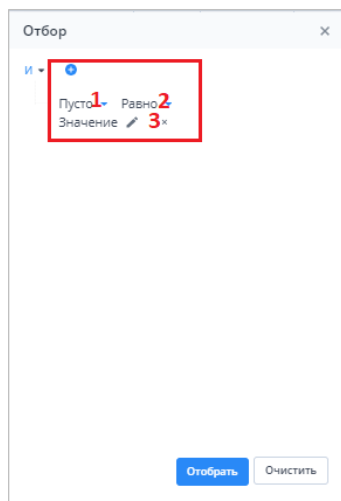 Отбор ×
И
Пусто 1 Равно 2
Значение 3 ×
Отобрать Очистить